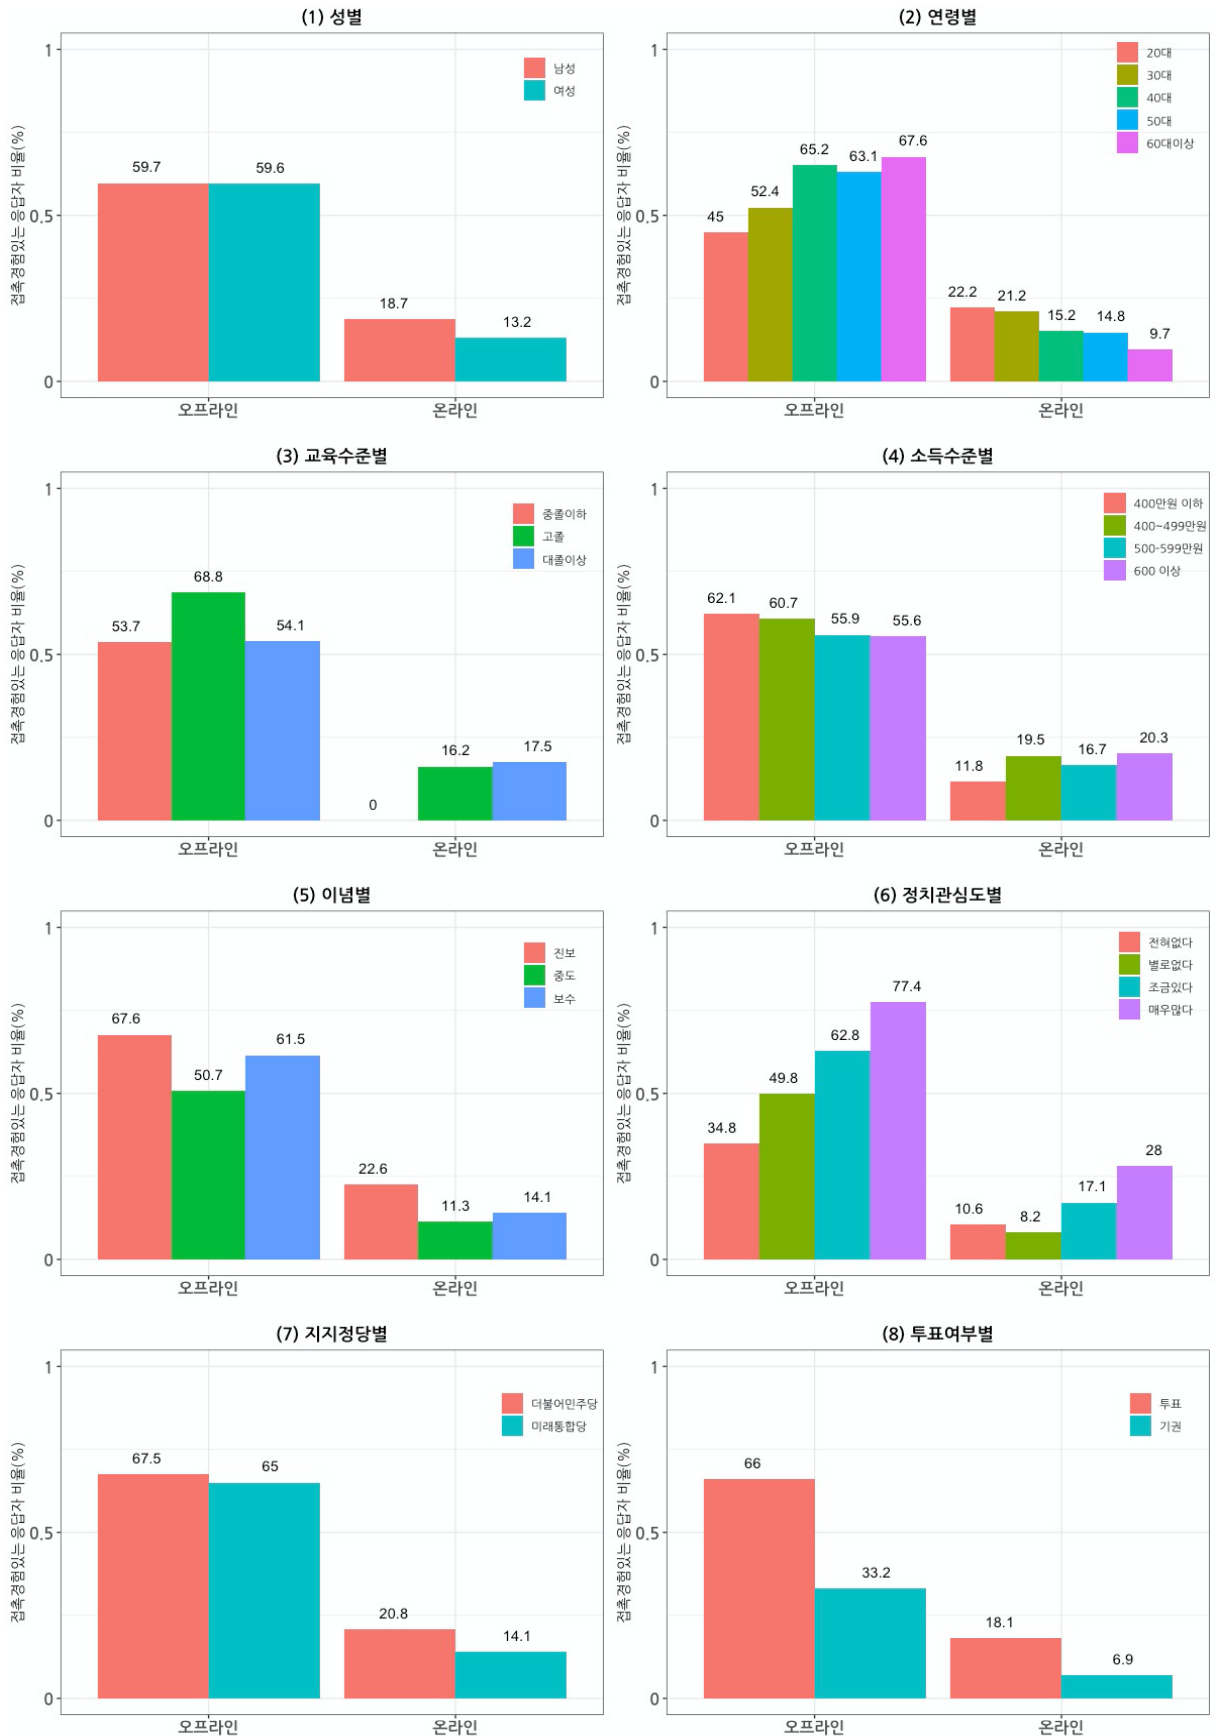 (1) 성별
접촉경험있는 응답자 비율(%)
1
0.5
0
남성
여성
59.7
59.6
18.7
13.2
오프라인
온라인
(2) 연령별
접촉경험있는 응답자 비율(%)
1
0.5
0
20대
30대
40대
50대
60대이상
45
52.4
65.2
63.1
67.6
22.2
21.2
15.2
14.8
9.7
오프라인
온라인
(3) 교육수준별
접촉경험있는 응답자 비율(%)
1
0.5
0
중졸이하
고졸
대졸이상
53.7
68.8
54.1
0
16.2
17.5
오프라인
온라인
(4) 소득수준별
접촉경험있는 응답자 비율(%)
1
0.5
0
400만원 이하
400~499만원
500-599만원
600 이상
62.1
60.7
55.9
55.6
11.8
19.5
16.7
20.3
오프라인
온라인
(5) 이념별
접촉경험있는 응답자 비율(%)
1
0.5
0
진보
중도
보수
67.6
50.7
61.5
22.6
11.3
14.1
오프라인
온라인
(6) 정치관심도별
접촉경험있는 응답자 비율(%)
1
0.5
0
전혀없다
별로없다
조금있다
매우많다
34.8
49.8
62.8
77.4
10.6
8.2
17.1
28
오프라인
온라인
(7) 지지정당별
접촉경험있는 응답자 비율(%)
1
0.5
0
더불어민주당
미래통합당
67.5
65
20.8
14.1
오프라인
온라인
(8) 투표여부별
접촉경험있는 응답자 비율(%)
1
0.5
0
투표
기권
66
33.2
18.1
6.9
오프라인
온라인